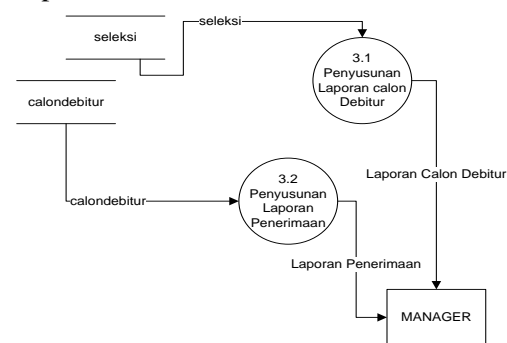 seleksi
seleksi
3.1
Penyusunan
Laporan calon
Debitur
calondebitur
Laporan Calon Debitur
3.2
Penyusunan
Laporan
Penerimaan
calondebitur
Laporan Penerimaan
MANAGER